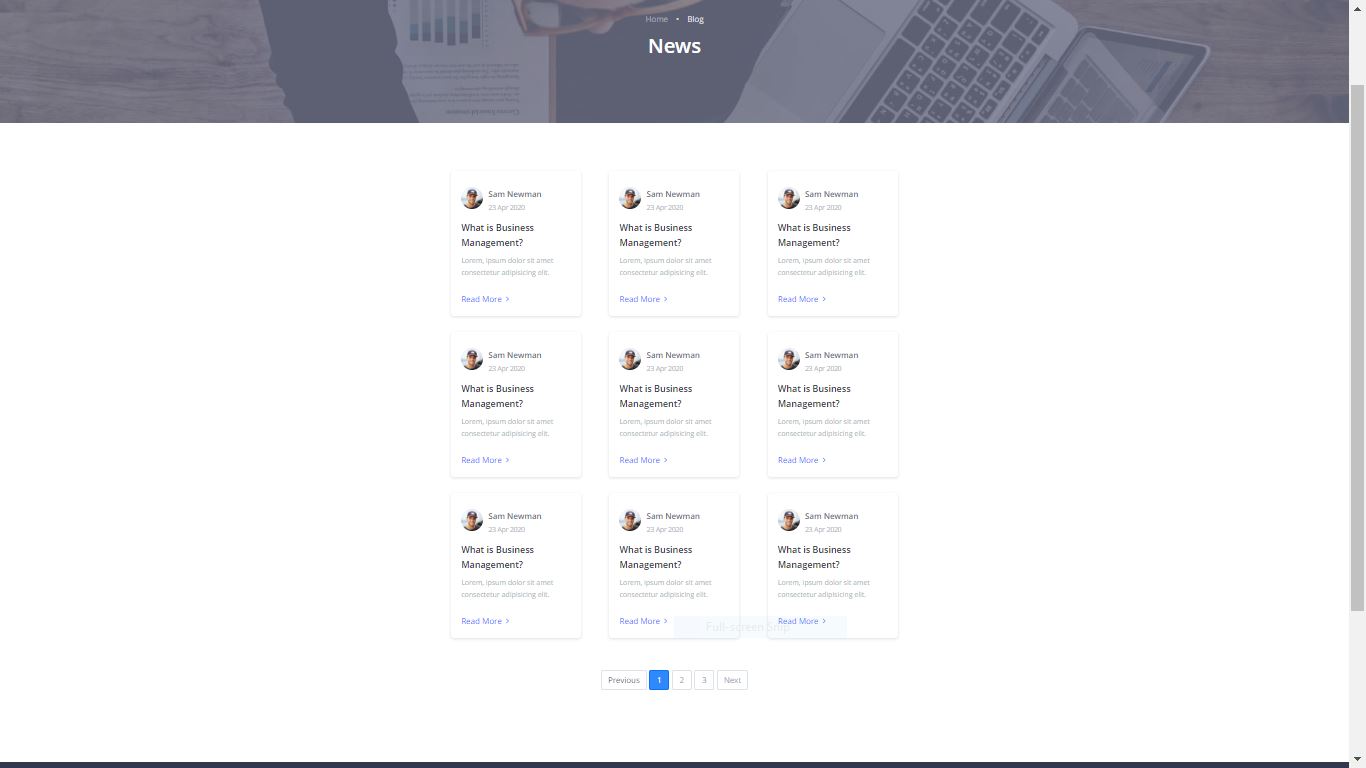 Home • Blog
News
Sam Newman
23 Apr 2020
What is Business
Management?
Lorem, ipsum dolor sit amet
consectetur adipisicing elit.
Read More >
Sam Newman
23 Apr 2020
What is Business
Management?
Lorem, ipsum dolor sit amet
consectetur adipisicing elit.
Read More >
Sam Newman
23 Apr 2020
What is Business
Management?
Lorem, ipsum dolor sit amet
consectetur adipisicing elit.
Read More >
Sam Newman
23 Apr 2020
What is Business
Management?
Lorem, ipsum dolor sit amet
consectetur adipisicing elit.
Read More >
Sam Newman
23 Apr 2020
What is Business
Management?
Lorem, ipsum dolor sit amet
consectetur adipisicing elit.
Read More >
Sam Newman
23 Apr 2020
What is Business
Management?
Lorem, ipsum dolor sit amet
consectetur adipisicing elit.
Read More >
Sam Newman
23 Apr 2020
What is Business
Management?
Lorem, ipsum dolor sit amet
consectetur adipisicing elit.
Read More >
Sam Newman
23 Apr 2020
What is Business
Management?
Lorem, ipsum dolor sit amet
consectetur adipisicing elit.
Read More >
Sam Newman
23 Apr 2020
What is Business
Management?
Lorem, ipsum dolor sit amet
consectetur adipisicing elit.
Read More >
Full-screen Snip
Previous 1 2 3 Next